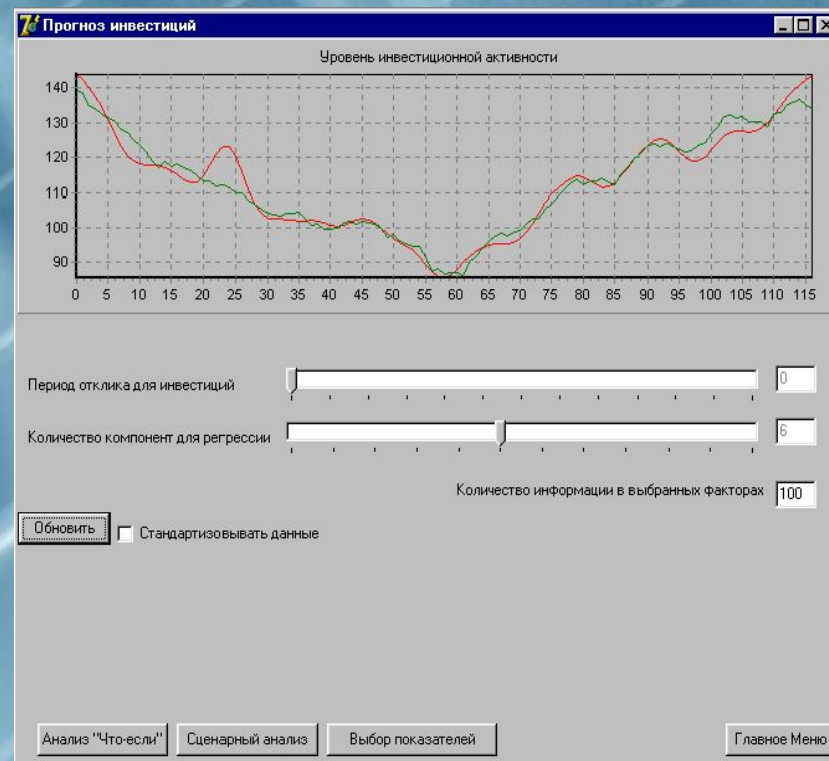 Прогноз инвестиций
Уровень инвестиционной активности
140
130
120
110
100
90
0 5 10 15 20 25 30 35 40 45 50 55 60 65 70 75 80 85 90 95 100 105 110 115
Период отклика для инвестиций 0
Количество компонент для регрессии 6
Количество информации в выбранных факторах 100
Обновить Стандартизовывать данные
Анализ "Что-если" Сценарный анализ Выбор показателей Главное Меню